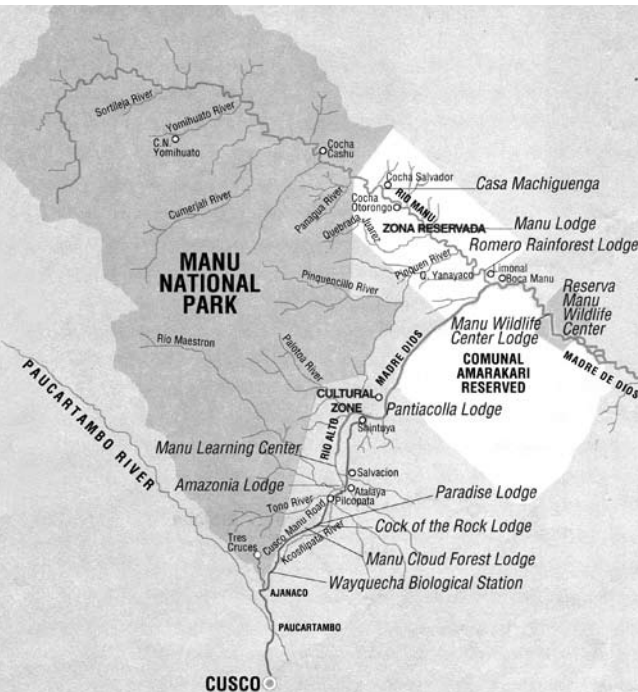 Sortileja River
Yomihuato River
C.N.
Yomihuato
Cocha
Cashu
Cocha Salvador
Casa Machiguenga
Cumerjali River
Panagua River
Cocha
Otorongo
RIO MANU
Quebrada Juarez
ZONA RESERVADA
Manu Lodge
Romero Rainforest Lodge
MANU
NATIONAL
PARK
Pinquen River
Q. Yanayaco
Limonal
Boca Manu
Pinquencillo River
Reserva
Manu
Wildlife
Center
Rio Maestron
Palotoa River
MADRE DIOS
Manu Wildlife
Center Lodge
COMUNAL
AMARAKARI
RESERVED
MADRE DE DIOS
PAUCARTAMBO RIVER
CULTURAL
ZONE
Pantiacolla Lodge
RIO ALTO
Shintuya
Manu Learning Center
Salvacion
Amazonia Lodge
Atalaya
Pilcopata
Paradise Lodge
Tono River
Cusco Manu Road
Cock of the Rock Lodge
Tres
Cruces
Kcosñipata River
Manu Cloud Forest Lodge
Wayquecha Biological Station
AJANACO
PAUCARTAMBO
CUSCO